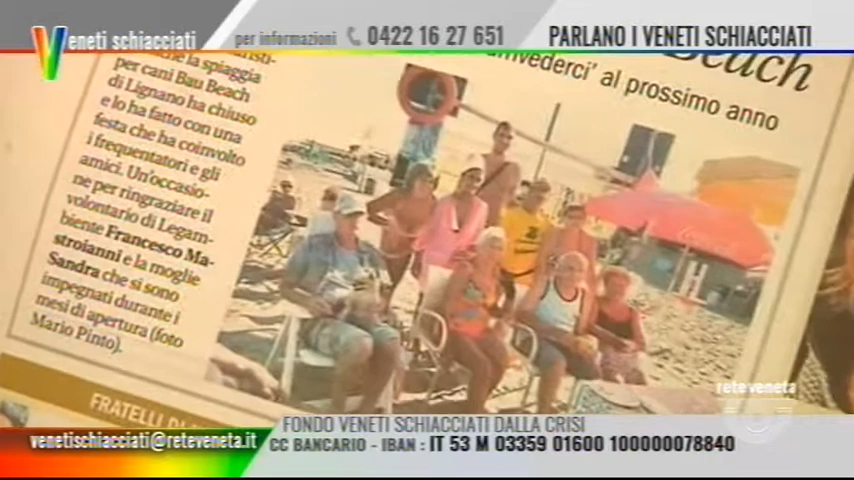 Veneti schiacciati
per informazioni 0422 16 27 651
PARLANO I VENETI SCHIACCIATI
che la spiaggia
per cani Bau Beach
di Lignano ha chiuso
e lo ha fatto con una
festa che ha coinvolto
i frequentatori e gli
amici. Un'occasio-
ne per ringraziare il
volontario di Legam-
biente Francesco Ma-
stroianni e la moglie
Sandra che si sono
impegnati durante i
mesi di apertura (foto
Mario Pinto).
Beach
al prossimo anno
FRATELLI
reteveneta
venetischiacciati@reteveneta.it
FONDO VENETI SCHIACCIATI DALLA CRISI
CC BANCARIO - IBAN : IT 53 M 03359 01600 100000078840